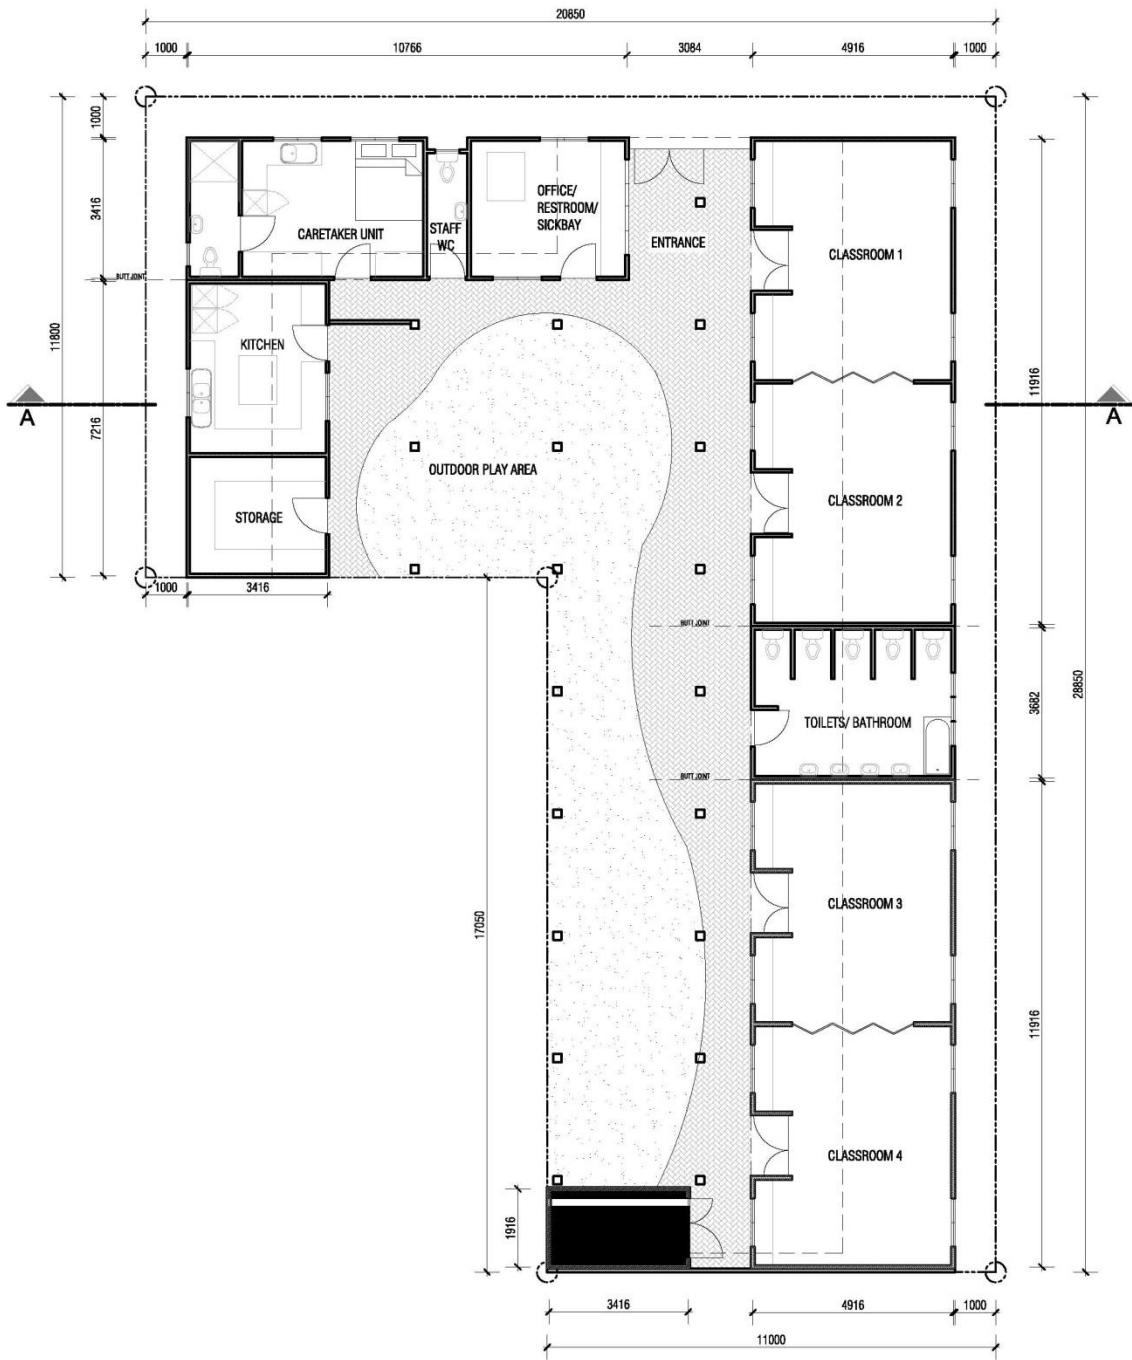 20850
1000
10766
3084
4916
1000
1000
3416
11800
7216
BUTT JOINT
CARETAKER UNIT
STAFF
WC
OFFICE/
RESTROOM/
SICKBAY
ENTRANCE
CLASSROOM 1
KITCHEN
A
A
11916
OUTDOOR PLAY AREA
CLASSROOM 2
STORAGE
1000
3416
BUTT JOINT
3682
28850
TOILETS/ BATHROOM
BUTT JOINT
17050
CLASSROOM 3
11916
CLASSROOM 4
1916
3416
4916
1000
11000